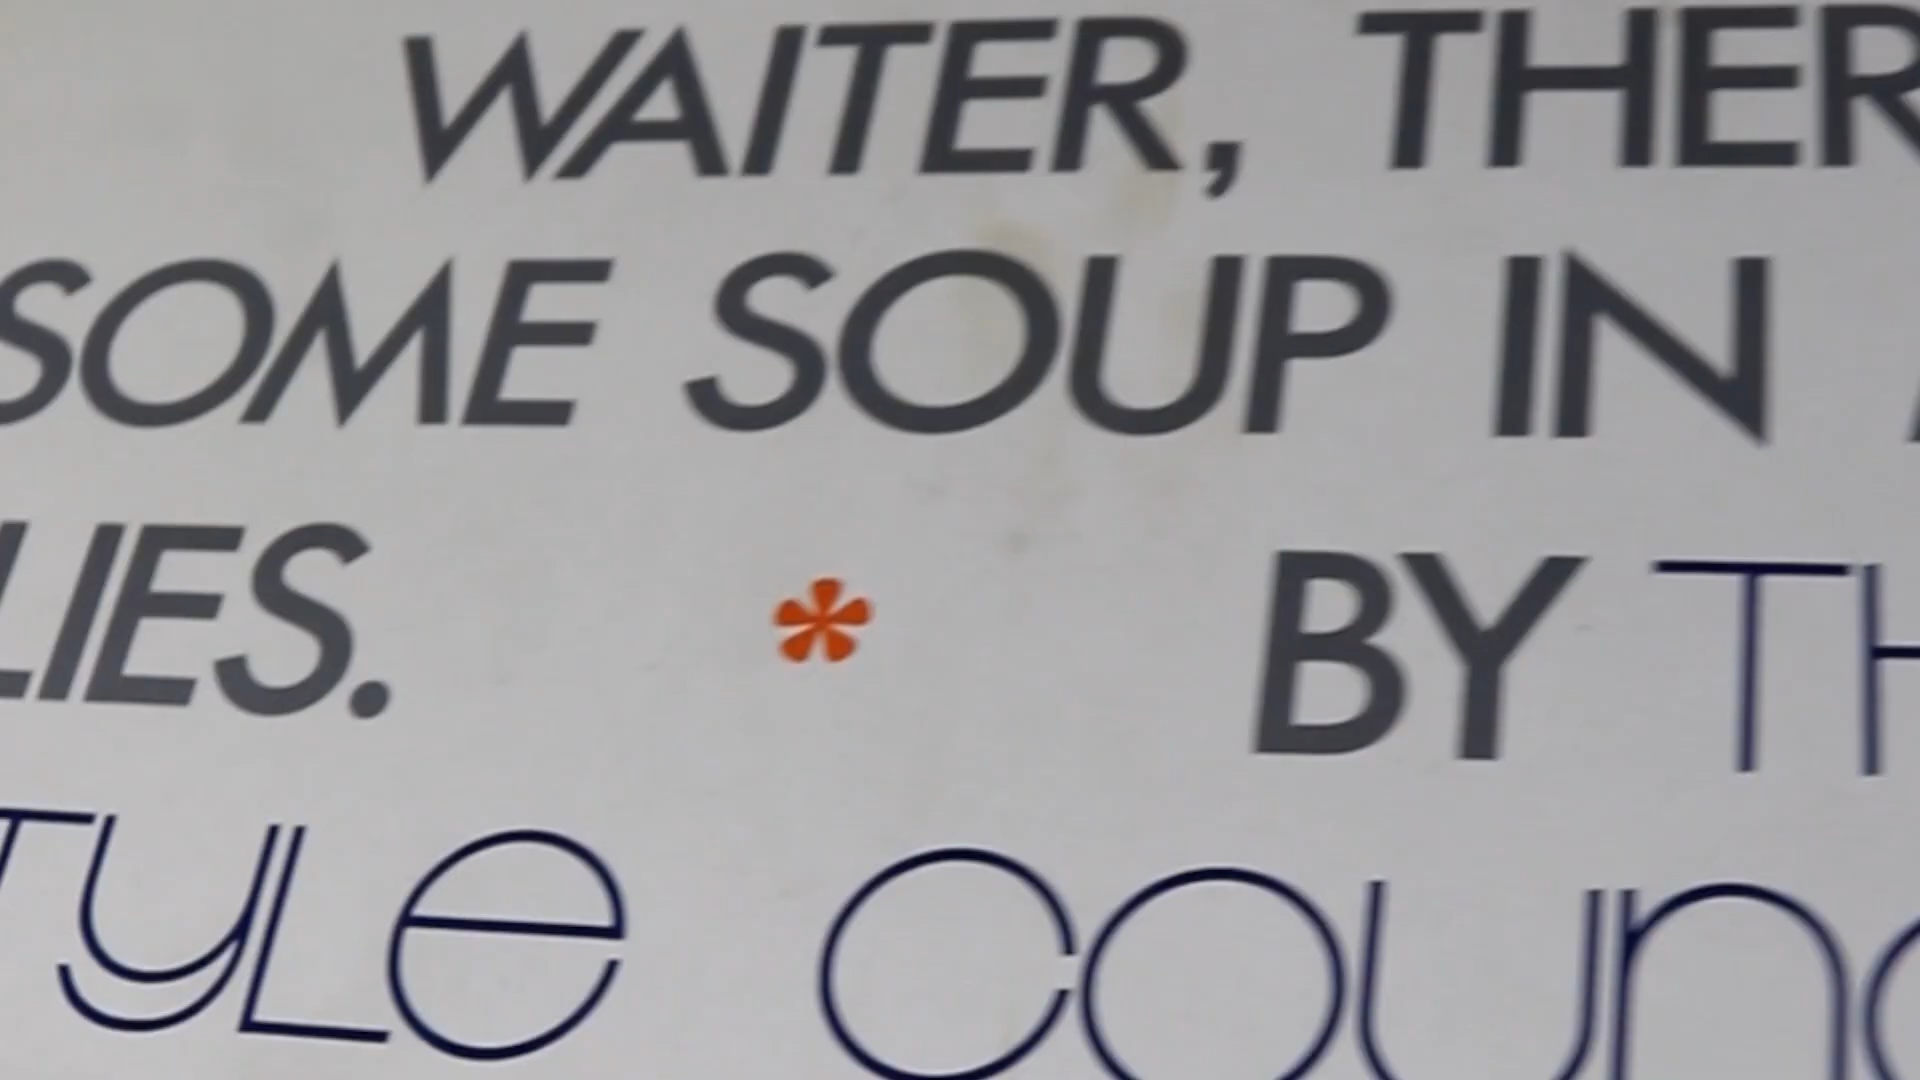 WAITER, THER
SOME SOUP IN
LIES. * BY TH
TYLE COUNC